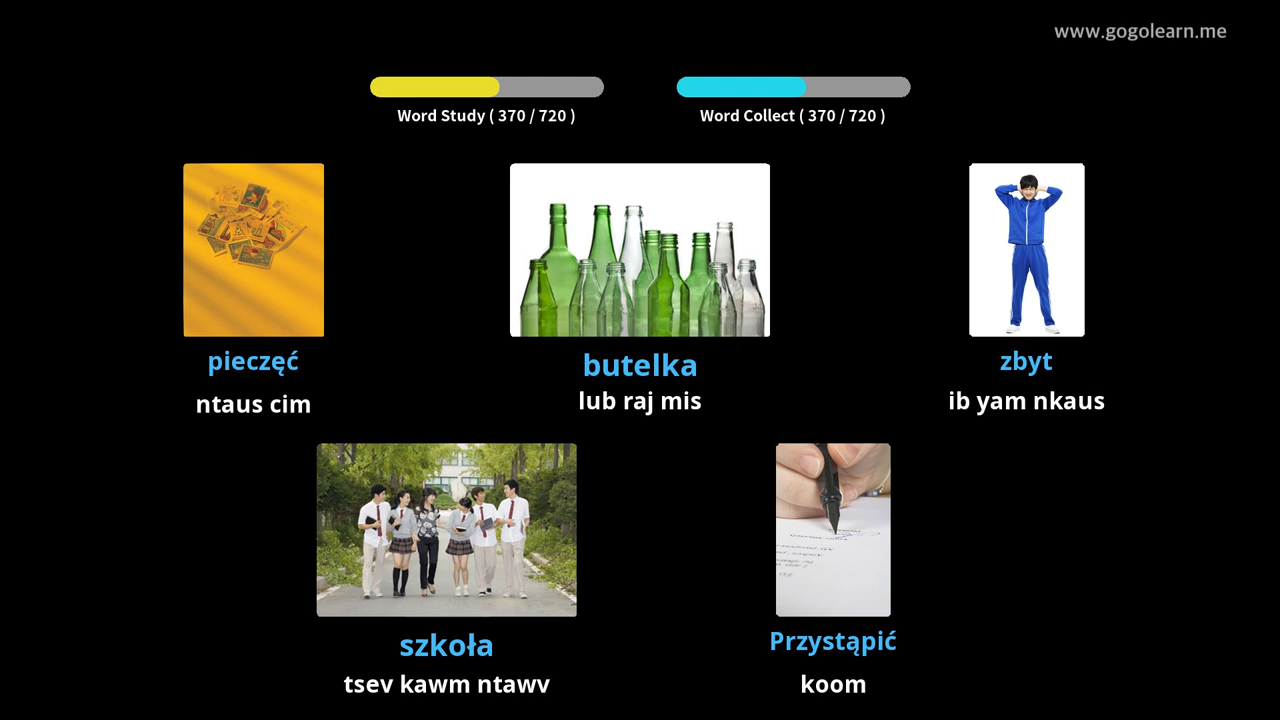 www.gogolearn.me
Word Study ( 370 / 720 )
Word Collect ( 370 / 720 )
pieczęć
ntaus cim
butelka
lub raj mis
zbyt
ib yam nkaus
szkoła
tsev kawm ntawv
Przystąpić
koom